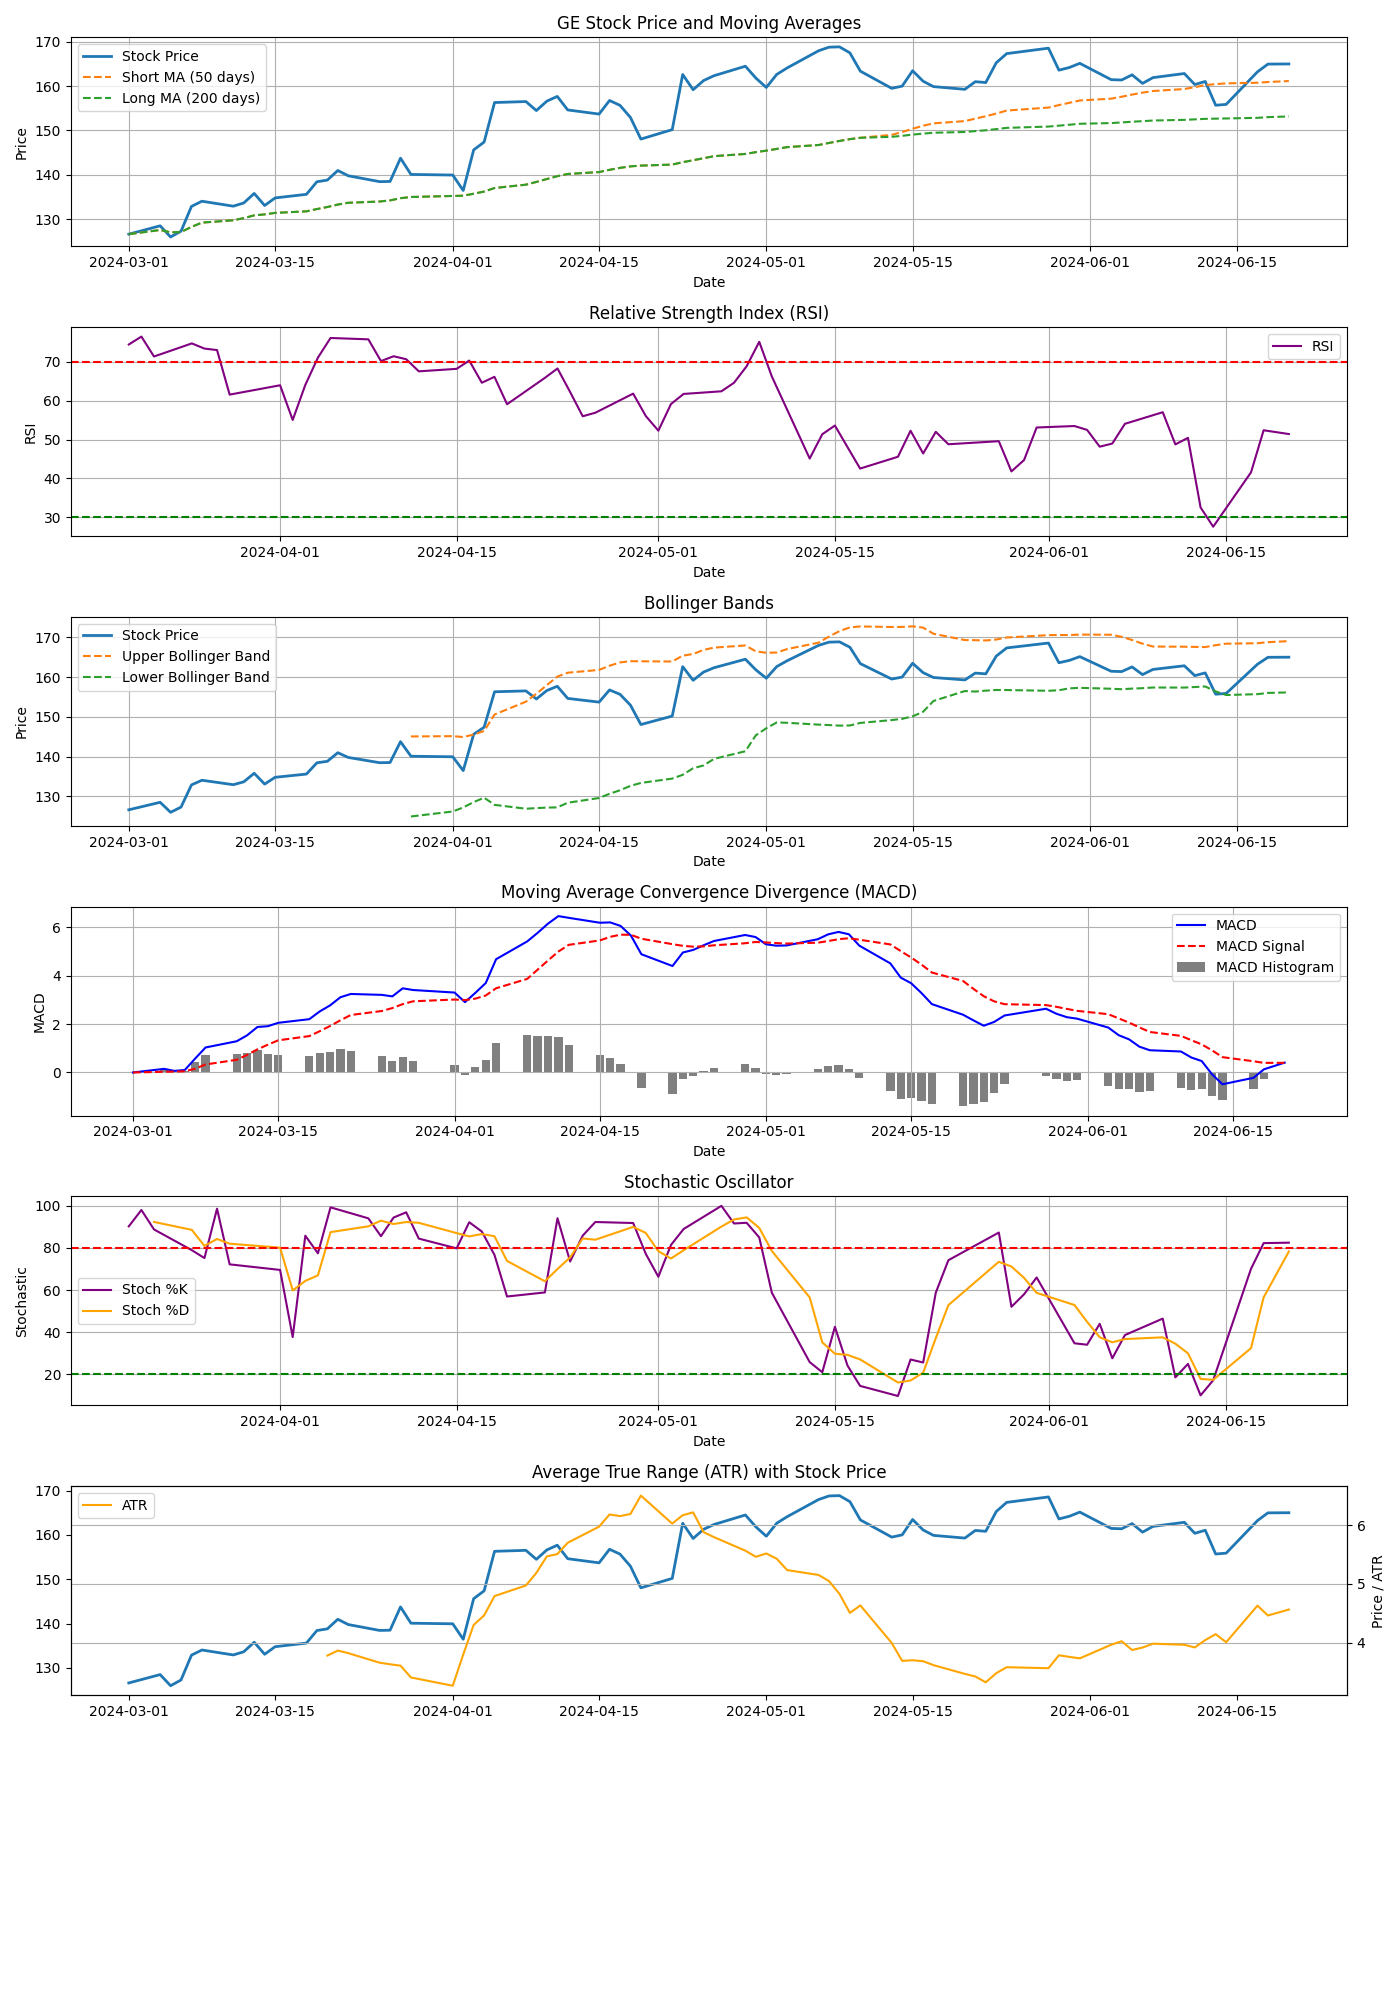 GE Stock Price and Moving Averages
170
160
150
140
130
Price
Stock Price
Short MA (50 days)
Long MA (200 days)
2024-03-01 2024-03-15 2024-04-01 2024-04-15 2024-05-01 2024-05-15 2024-06-01 2024-06-15
Date
Relative Strength Index (RSI)
70
60
50
40
30
RSI
RSI
2024-04-01 2024-04-15 2024-05-01 2024-05-15 2024-06-01 2024-06-15
Date
Bollinger Bands
170
160
150
140
130
Price
Stock Price
Upper Bollinger Band
Lower Bollinger Band
2024-03-01 2024-03-15 2024-04-01 2024-04-15 2024-05-01 2024-05-15 2024-06-01 2024-06-15
Date
Moving Average Convergence Divergence (MACD)
6
4
2
0
MACD
MACD
MACD Signal
MACD Histogram
2024-03-01 2024-03-15 2024-04-01 2024-04-15 2024-05-01 2024-05-15 2024-06-01 2024-06-15
Date
Stochastic Oscillator
100
80
60
40
20
Stochastic
Stoch %K
Stoch %D
2024-04-01 2024-04-15 2024-05-01 2024-05-15 2024-06-01 2024-06-15
Date
Average True Range (ATR) with Stock Price
170
160
150
140
130
ATR
6
5
4
Price / ATR
2024-03-01 2024-03-15 2024-04-01 2024-04-15 2024-05-01 2024-05-15 2024-06-01 2024-06-15